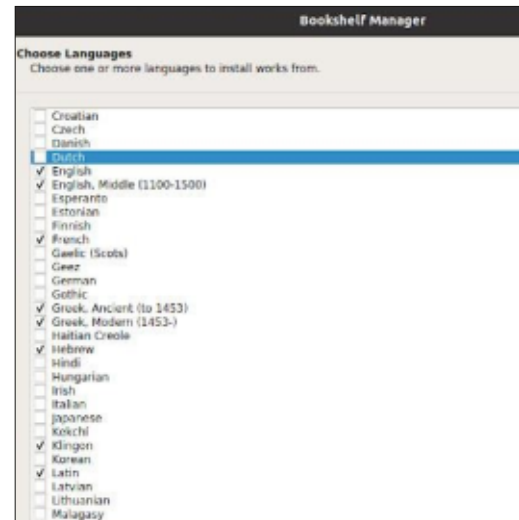 Bookshelf Manager
Choose Languages
Choose one or more languages to install works from.
Croatian
Czech
Danish
Dutch
English
English, Middle (1100-1500)
Esperanto
Estonian
Finnish
French
Gaelic (Scots)
Geez
German
Gothic
Greek, Ancient (to 1453)
Greek, Modern (1453-)
Haitian Creole
Hebrew
Hindi
Hungarian
Irish
Italian
Japanese
Kekchi
Klingon
Korean
Latin
Latvian
Lithuanian
Malagasy